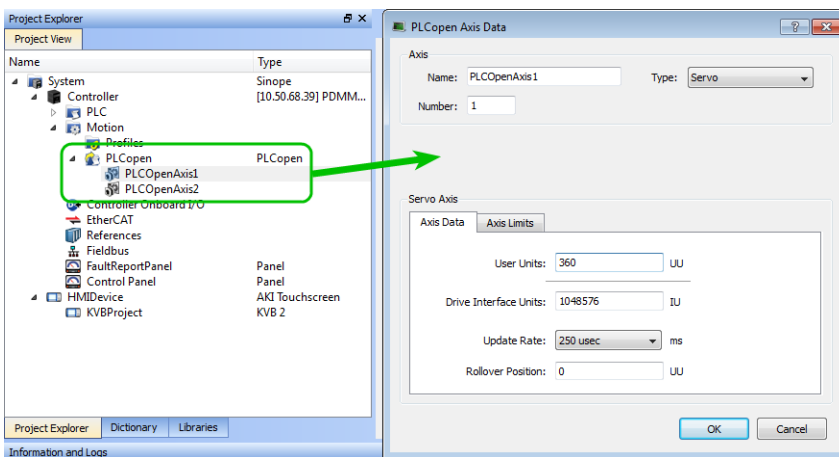 Project Explorer
Project View
Name Type
System Sinope
Controller [10.50.68.39] PDMM...
PLC
Motion
Profiles
PLCopen PLCopen
PLCOpenAxis1
PLCOpenAxis2
Controller Onboard I/O
EtherCAT
References
Fieldbus
FaultReportPanel Panel
Control Panel Panel
HMIDevice AKI Touchscreen
KVBProject KVB 2
Project Explorer Dictionary Libraries
Information and Logs
PLCopen Axis Data
Axis
Name: PLCOpenAxis1 Type: Servo
Number: 1
Servo Axis
Axis Data Axis Limits
User Units: 360 UU
Drive Interface Units: 1048576 IU
Update Rate: 250 usec ms
Rollover Position: 0 UU
OK Cancel